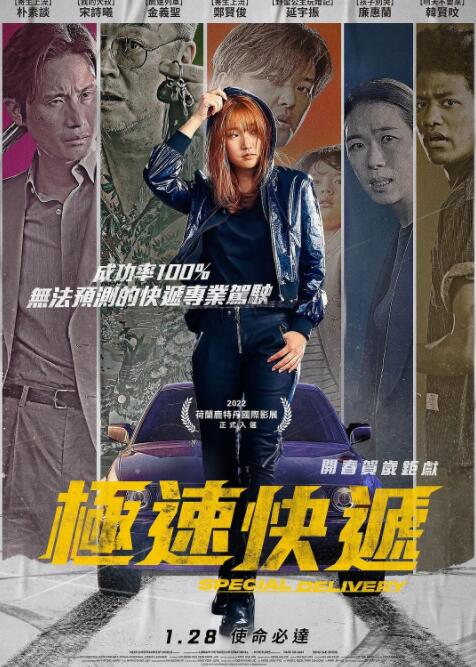 朴素談 宋詩曦 金義聖 鄭賢俊 延宇振 廉惠蘭 韓賢旼
成功率100%
無法預測的快遞專業駕駛
2022
荷蘭鹿特丹國際影展
正式入選
開春賀歲鉅獻
極速快遞
SPECIAL DELIVERY
1.28 使命必達